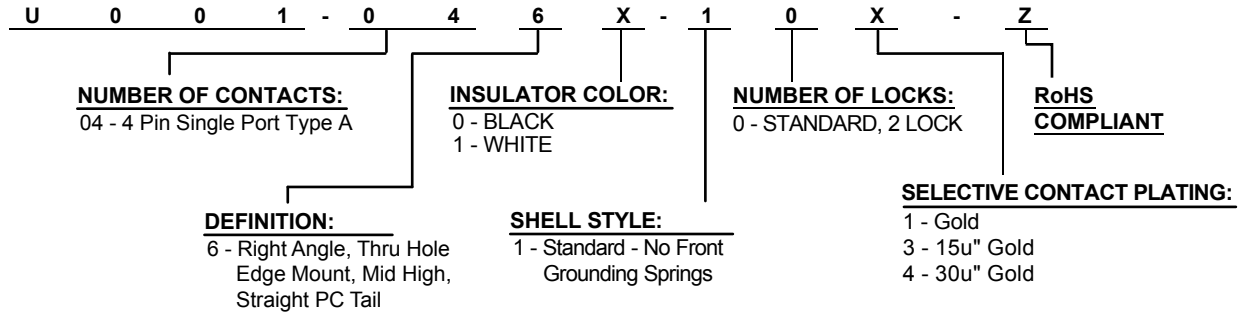 U 0 0 1 - 0 4 6 X - 1 0 X - Z
NUMBER OF CONTACTS:
04 - 4 Pin Single Port Type A
INSULATOR COLOR:
0 - BLACK
1 - WHITE
NUMBER OF LOCKS:
0 - STANDARD, 2 LOCK
RoHS
COMPLIANT
DEFINITION:
6 - Right Angle, Thru Hole
Edge Mount, Mid High,
Straight PC Tail
SHELL STYLE:
1 - Standard - No Front
Grounding Springs
SELECTIVE CONTACT PLATING:
1 - Gold
3 - 15u" Gold
4 - 30u" Gold